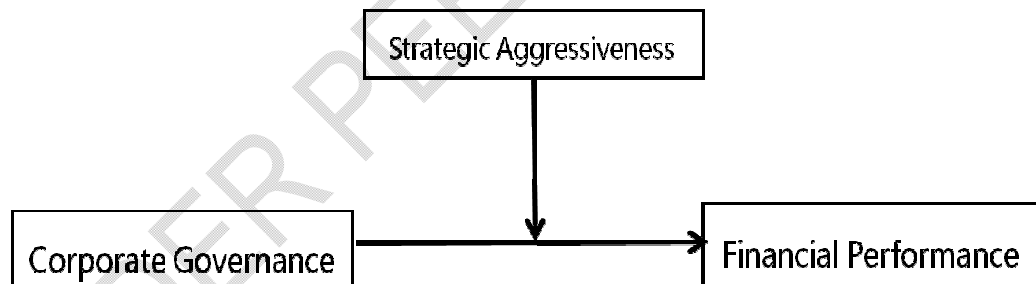 Strategic Aggressiveness
Corporate Governance
Financial Performance